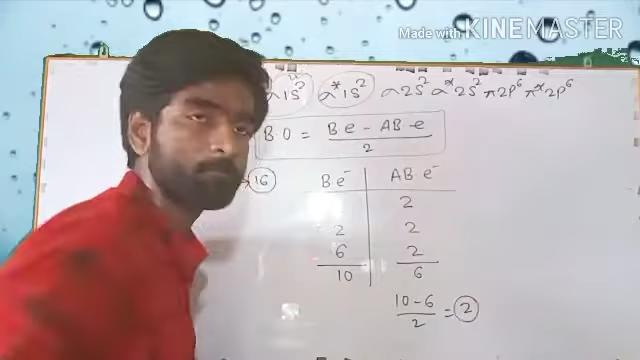 Made with KINEMASTER
σ1S² σ*1S² σ2S² σ*2S² π2P⁶ π*2P⁶
B.O = Be - AB-e / 2
16
Be⁻ AB e⁻
2
2 2
6 2
10 6
10-6 / 2 = 2